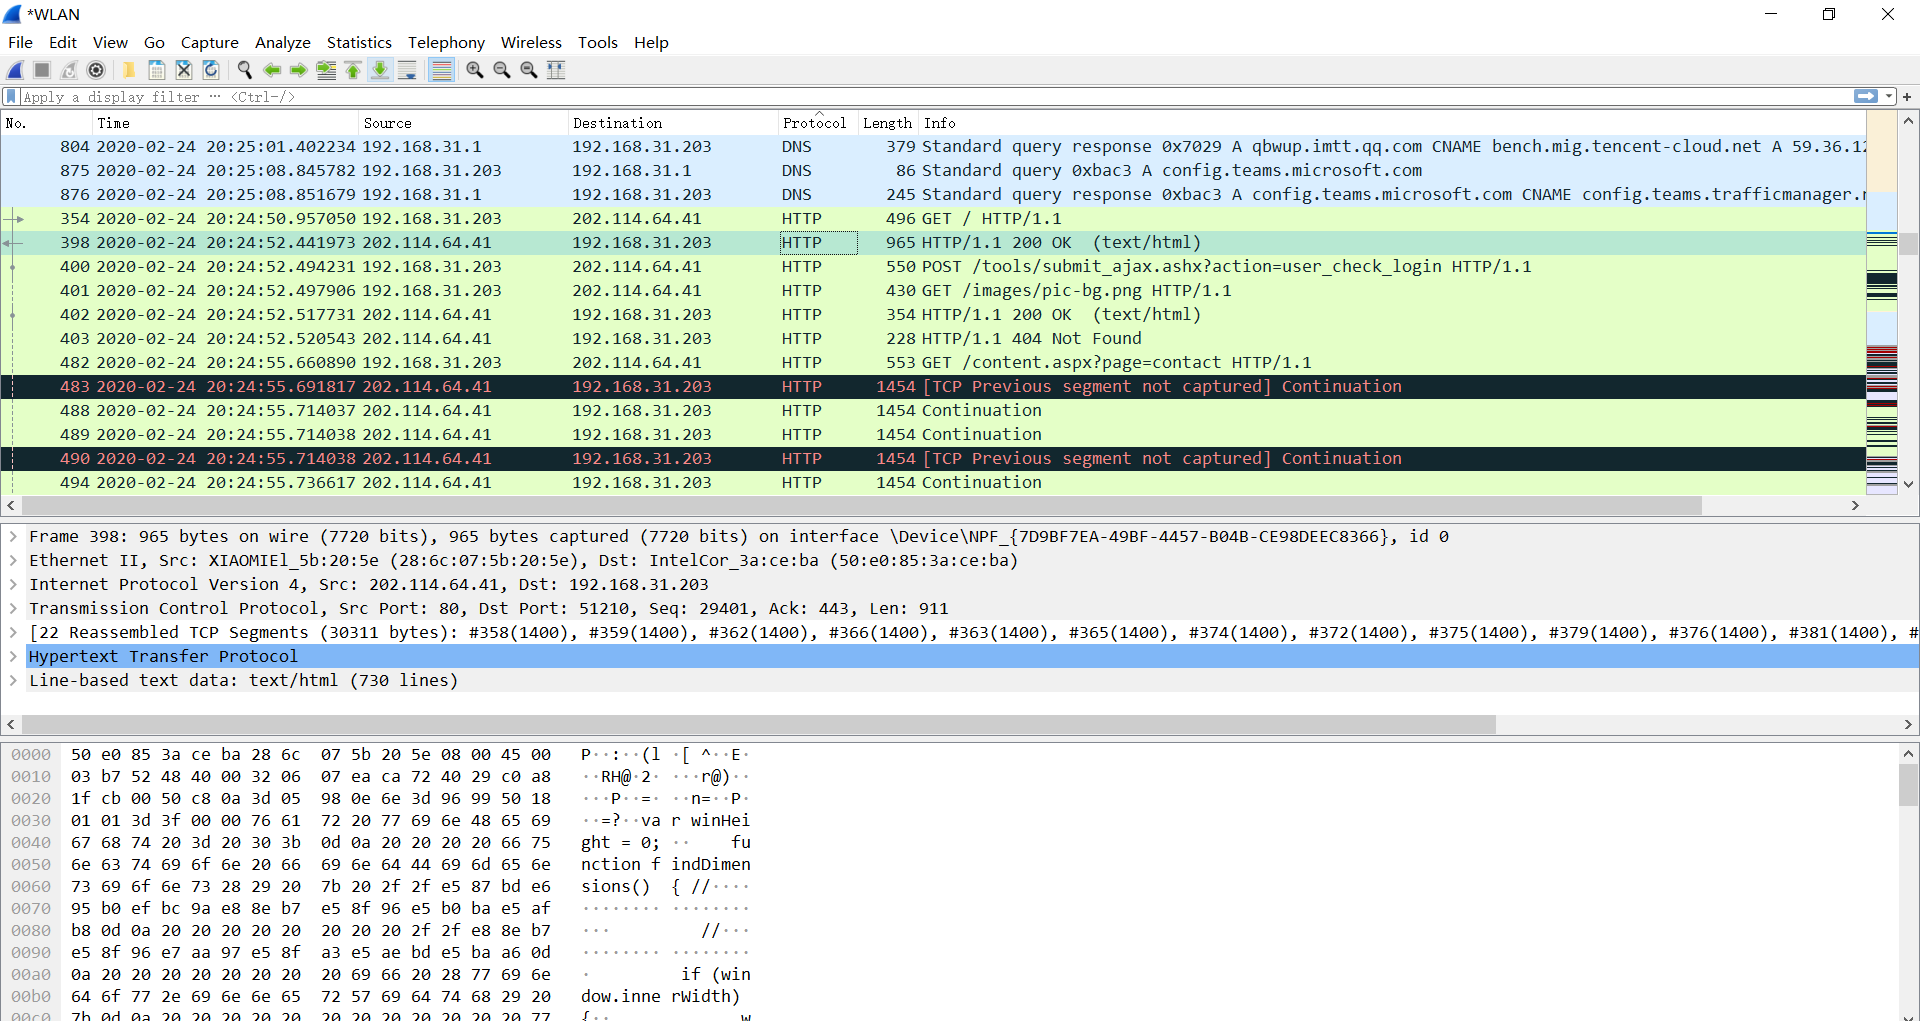 *WLAN
File Edit View Go Capture Analyze Statistics Telephony Wireless Tools Help
Apply a display filter ··· <Ctrl-/>
No. Time Source Destination Protocol Length Info
804 2020-02-24 20:25:01.402234 192.168.31.1 192.168.31.203 DNS 379 Standard query response 0x7029 A qbwup.imtt.qq.com CNAME bench.mig.tencent-cloud.net A 59.36.12
875 2020-02-24 20:25:08.845782 192.168.31.203 192.168.31.1 DNS 86 Standard query 0xbac3 A config.teams.microsoft.com
876 2020-02-24 20:25:08.851679 192.168.31.1 192.168.31.203 DNS 245 Standard query response 0xbac3 A config.teams.microsoft.com CNAME config.teams.trafficmanager.
354 2020-02-24 20:24:50.957050 192.168.31.203 202.114.64.41 HTTP 496 GET / HTTP/1.1
398 2020-02-24 20:24:52.441973 202.114.64.41 192.168.31.203 HTTP 965 HTTP/1.1 200 OK (text/html)
400 2020-02-24 20:24:52.494231 192.168.31.203 202.114.64.41 HTTP 550 POST /tools/submit_ajax.ashx?action=user_check_login HTTP/1.1
401 2020-02-24 20:24:52.497906 192.168.31.203 202.114.64.41 HTTP 430 GET /images/pic-bg.png HTTP/1.1
402 2020-02-24 20:24:52.517731 202.114.64.41 192.168.31.203 HTTP 354 HTTP/1.1 200 OK (text/html)
403 2020-02-24 20:24:52.520543 202.114.64.41 192.168.31.203 HTTP 228 HTTP/1.1 404 Not Found
482 2020-02-24 20:24:55.660890 192.168.31.203 202.114.64.41 HTTP 553 GET /content.aspx?page=contact HTTP/1.1
483 2020-02-24 20:24:55.691817 202.114.64.41 192.168.31.203 HTTP 1454 [TCP Previous segment not captured] Continuation
488 2020-02-24 20:24:55.714037 202.114.64.41 192.168.31.203 HTTP 1454 Continuation
489 2020-02-24 20:24:55.714038 202.114.64.41 192.168.31.203 HTTP 1454 Continuation
490 2020-02-24 20:24:55.714038 202.114.64.41 192.168.31.203 HTTP 1454 [TCP Previous segment not captured] Continuation
494 2020-02-24 20:24:55.736617 202.114.64.41 192.168.31.203 HTTP 1454 Continuation
Frame 398: 965 bytes on wire (7720 bits), 965 bytes captured (7720 bits) on interface \Device\NPF_{7D9BF7EA-49BF-4457-B04B-CE98DEEC8366}, id 0
Ethernet II, Src: XIAOMIEl_5b:20:5e (28:6c:07:5b:20:5e), Dst: IntelCor_3a:ce:ba (50:e0:85:3a:ce:ba)
Internet Protocol Version 4, Src: 202.114.64.41, Dst: 192.168.31.203
Transmission Control Protocol, Src Port: 80, Dst Port: 51210, Seq: 29401, Ack: 443, Len: 911
[22 Reassembled TCP Segments (30311 bytes): #358(1400), #359(1400), #362(1400), #366(1400), #363(1400), #365(1400), #374(1400), #372(1400), #375(1400), #379(1400), #376(1400), #381(1400), #
Hypertext Transfer Protocol
Line-based text data: text/html (730 lines)
0000 50 e0 85 3a ce ba 28 6c 07 5b 20 5e 08 00 45 00 P··:··(l ·[ ^··E·
0010 03 b7 52 48 40 00 32 06 07 ea ca 72 40 29 c0 a8 ··RH@·2· ···r@)··
0020 1f cb 00 50 c8 0a 3d 05 98 0e 6e 3d 96 99 50 18 ···P··=· ··n=··P·
0030 01 01 3d 3f 00 00 76 61 72 20 77 69 6e 48 65 69 ··=?··va r winHei
0040 67 68 74 20 3d 20 30 3b 0d 0a 20 20 20 20 66 75 ght = 0; ·· fu
0050 6e 63 74 69 6f 6e 20 66 69 6e 64 44 69 6d 65 6e nction f indDimen
0060 73 69 6f 6e 73 28 29 20 7b 20 2f 2f e5 87 bd e6 sions() { //····
0070 95 b0 ef bc 9a e8 8e b7 e5 8f 96 e5 b0 ba e5 af ········ ········
0080 b8 0d 0a 20 20 20 20 20 20 20 20 2f 2f e8 8e b7 ··· //···
0090 e5 8f 96 e7 aa 97 e5 8f a3 e5 ae bd e5 ba a6 0d ········ ········
00a0 0a 20 20 20 20 20 20 20 20 69 66 20 28 77 69 6e · if (win
00b0 64 6f 77 2e 69 6e 6e 65 72 57 69 64 74 68 29 20 dow.inne rWidth)
00c0 7b 0d 0a 20 20 20 20 20 20 20 20 20 20 20 20 77 {·· w